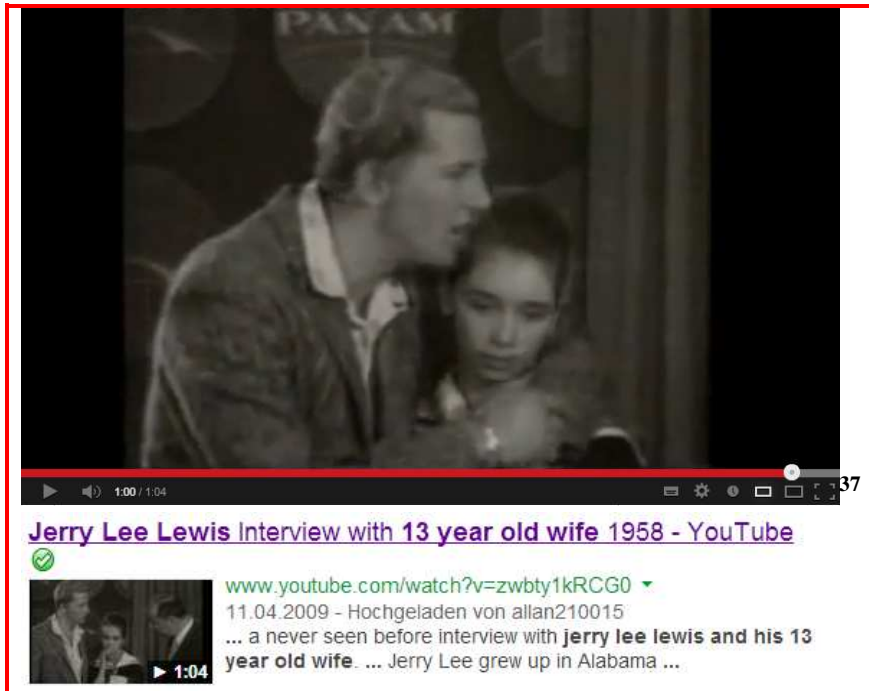 PAN AM
1:00 / 1:04
37
Jerry Lee Lewis Interview with 13 year old wife 1958 - YouTube
www.youtube.com/watch?v=zwbty1kRCG0
11.04.2009 - Hochgeladen von allan210015
... a never seen before interview with jerry lee lewis and his 13
year old wife. ... Jerry Lee grew up in Alabama ...
1:04